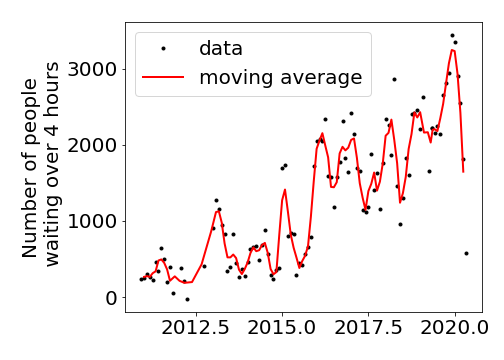 data
moving average
Number of people
waiting over 4 hours
3000
2000
1000
0
2012.5 2015.0 2017.5 2020.0